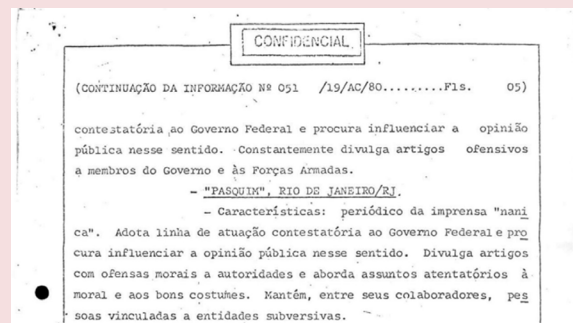 CONFIDENCIAL
(CONTINUAÇÃO DA INFORMAÇÃO Nº 051 /19/AC/80.........Fls. 05)
contestatória ao Governo Federal e procura influenciar a opinião
pública nesse sentido. Constantemente divulga artigos ofensivos
a membros do Governo e às Forças Armadas.
- "PASQUIM", RIO DE JANEIRO/RJ.
- Características: periódico da imprensa "nani
ca". Adota linha de atuação contestatória ao Governo Federal e pro
cura influenciar a opinião pública nesse sentido. Divulga artigos
com ofensas morais a autoridades e aborda assuntos atentatórios à
moral e aos bons costumes. Mantém, entre seus colaboradores, pes
soas vinculadas a entidades subversivas.